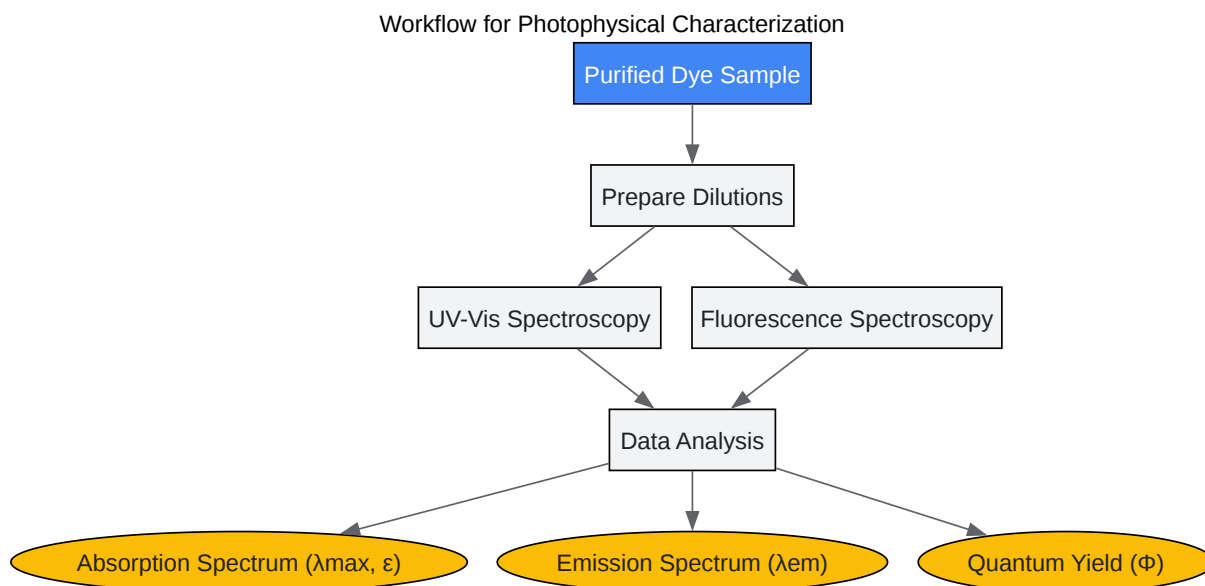 Workflow for Photophysical Characterization
Purified Dye Sample
Prepare Dilutions
UV-Vis Spectroscopy
Fluorescence Spectroscopy
Data Analysis
Absorption Spectrum (λmax, ε)
Emission Spectrum (λem)
Quantum Yield (Φ)